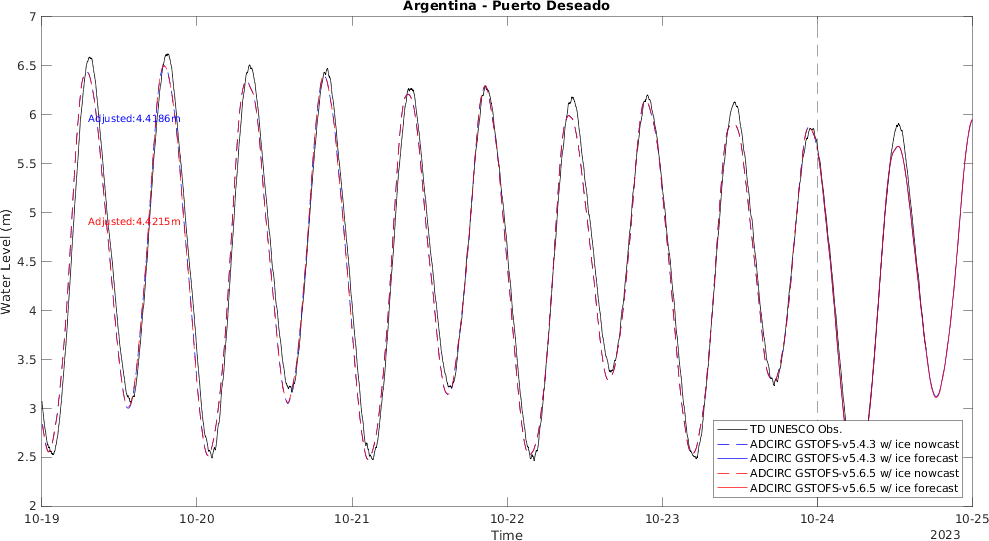 Argentina - Puerto Deseado
7
6.5
6
5.5
5
4.5
4
3.5
3
2.5
2
Water Level (m)
Adjusted:4.4186m
Adjusted:4.4215m
TD UNESCO Obs.
ADCIRC GSTOFS-v5.4.3 w/ ice nowcast
ADCIRC GSTOFS-v5.4.3 w/ ice forecast
ADCIRC GSTOFS-v5.6.5 w/ ice nowcast
ADCIRC GSTOFS-v5.6.5 w/ ice forecast
10-19 10-20 10-21 10-22 10-23 10-24 10-25
Time
2023